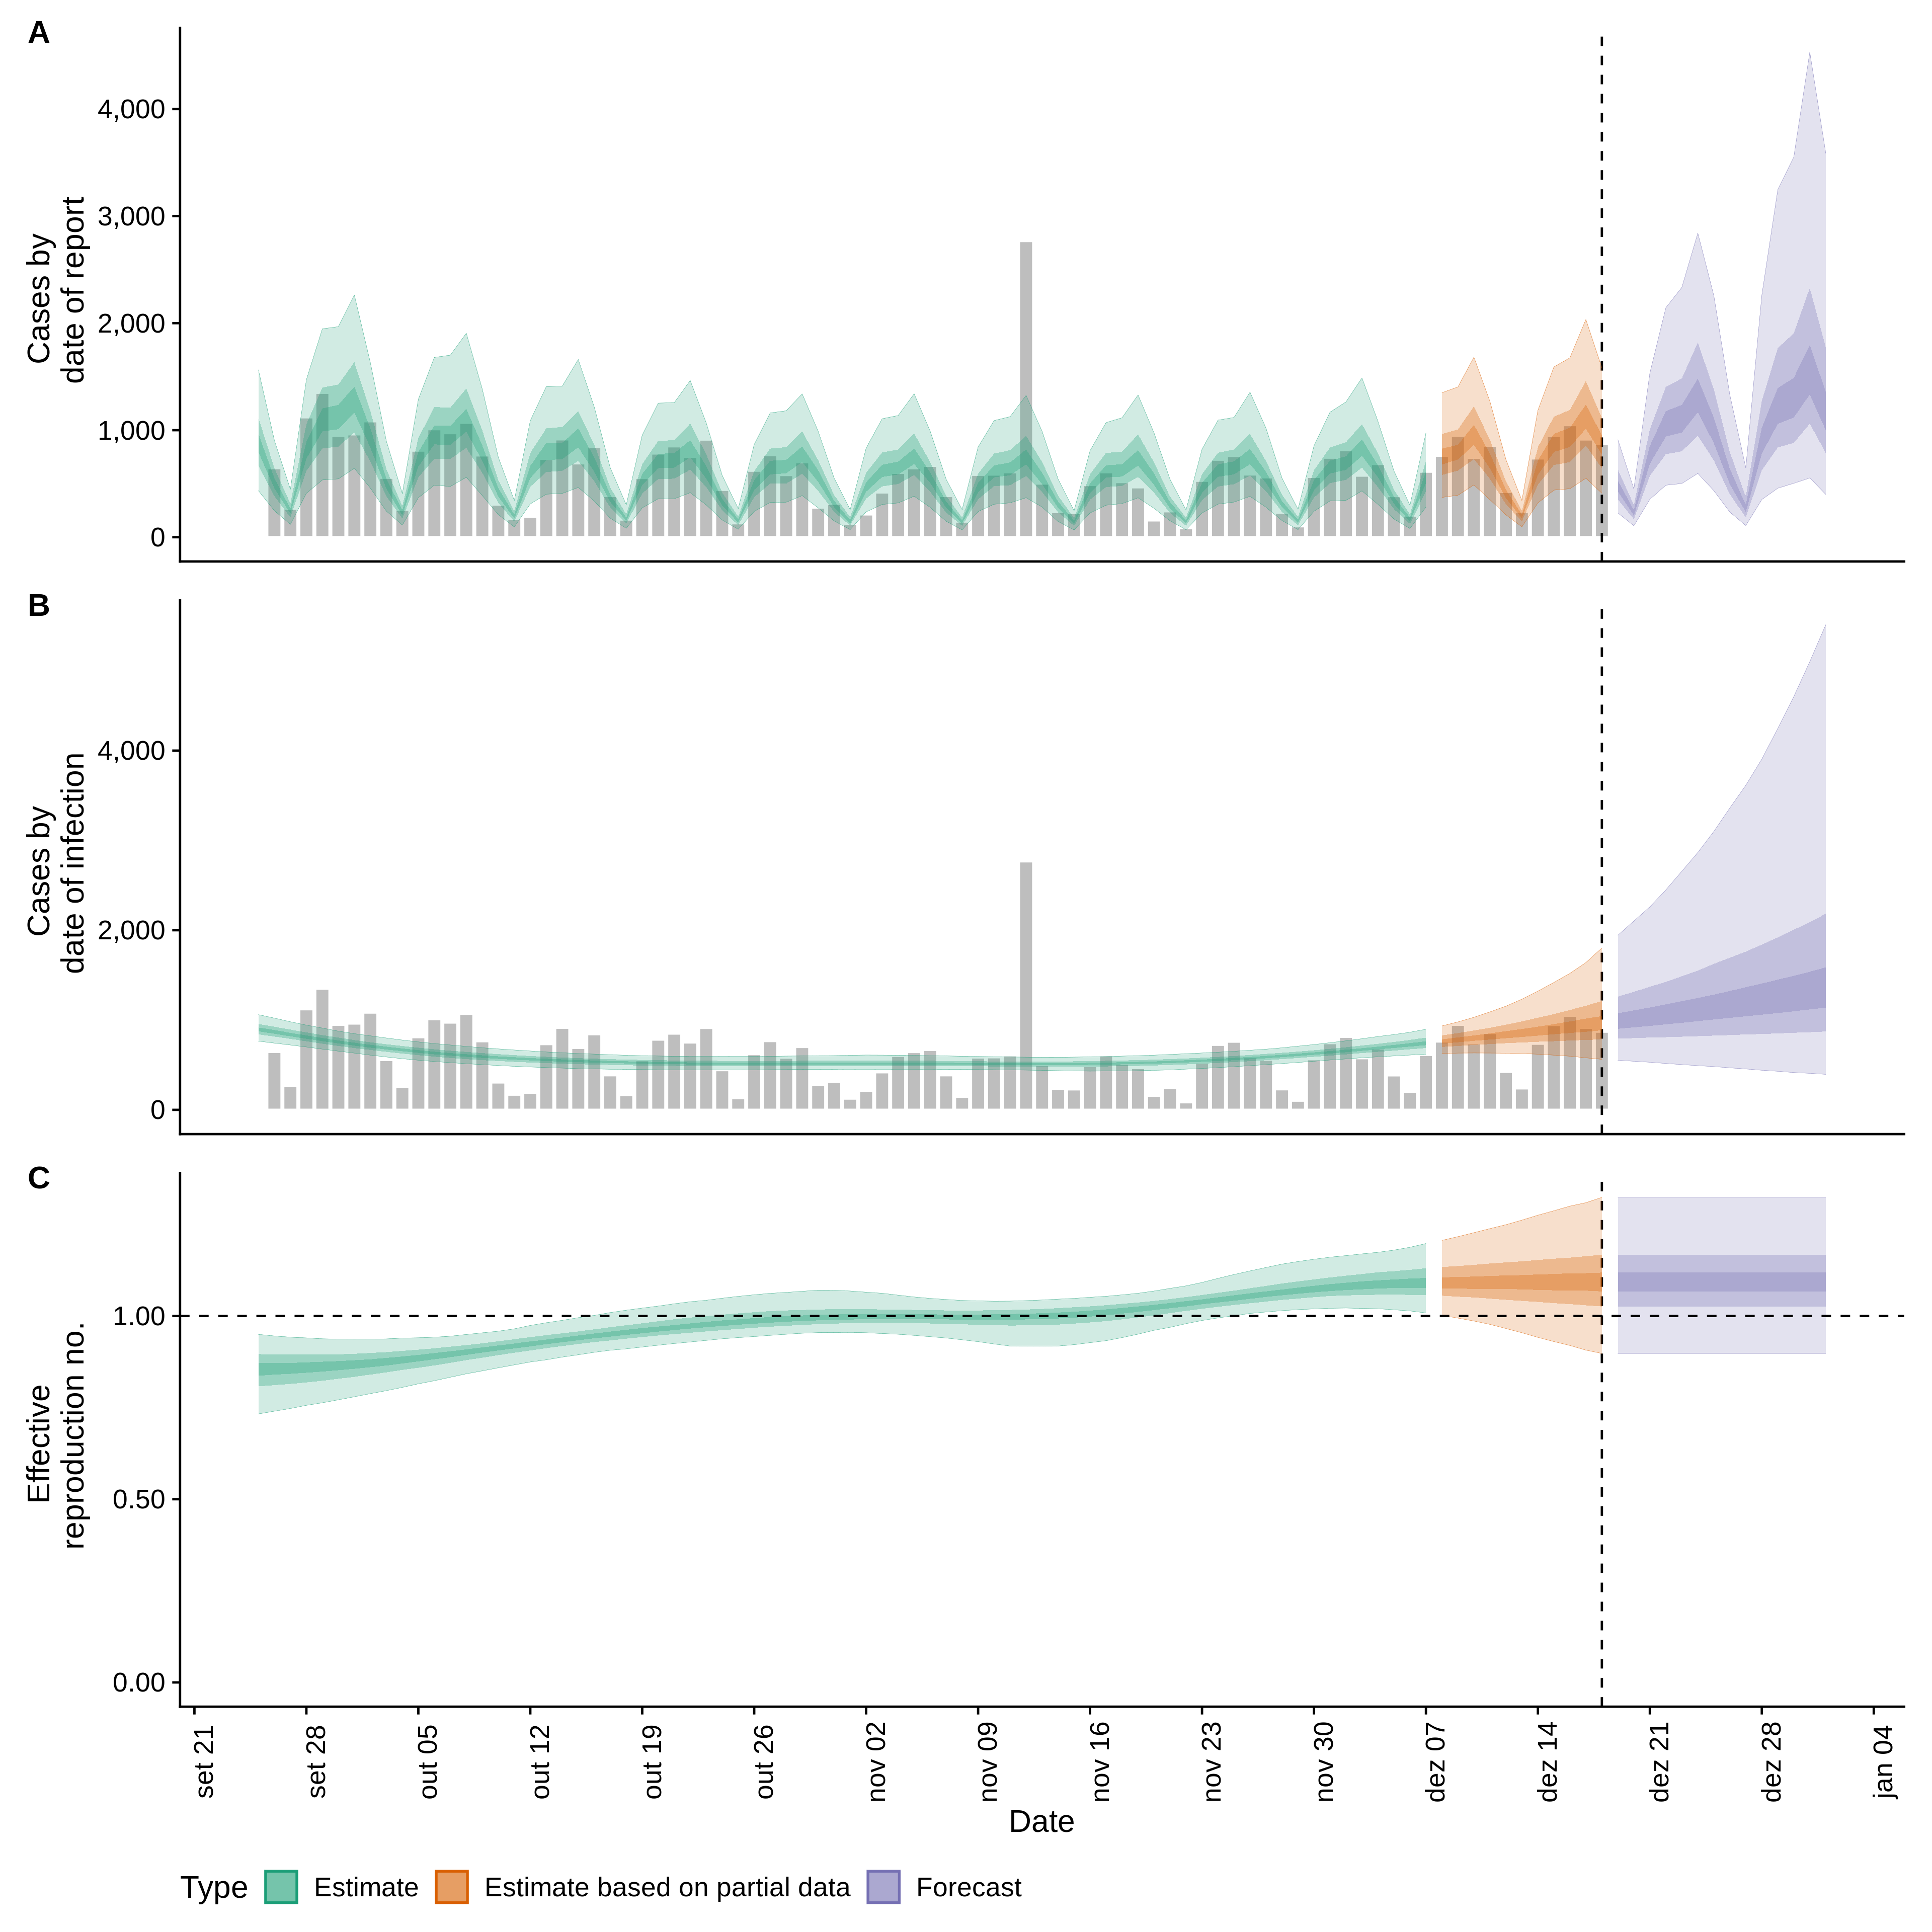 A
Cases by
date of report
4,000
3,000
2,000
1,000
0
B
Cases by
date of infection
4,000
2,000
0
C
Effective
reproduction no.
1.00
0.50
0.00
set 21
set 28
out 05
out 12
out 19
out 26
nov 02
nov 09
nov 16
nov 23
nov 30
dez 07
dez 14
dez 21
dez 28
jan 04
Date
Type Estimate Estimate based on partial data Forecast